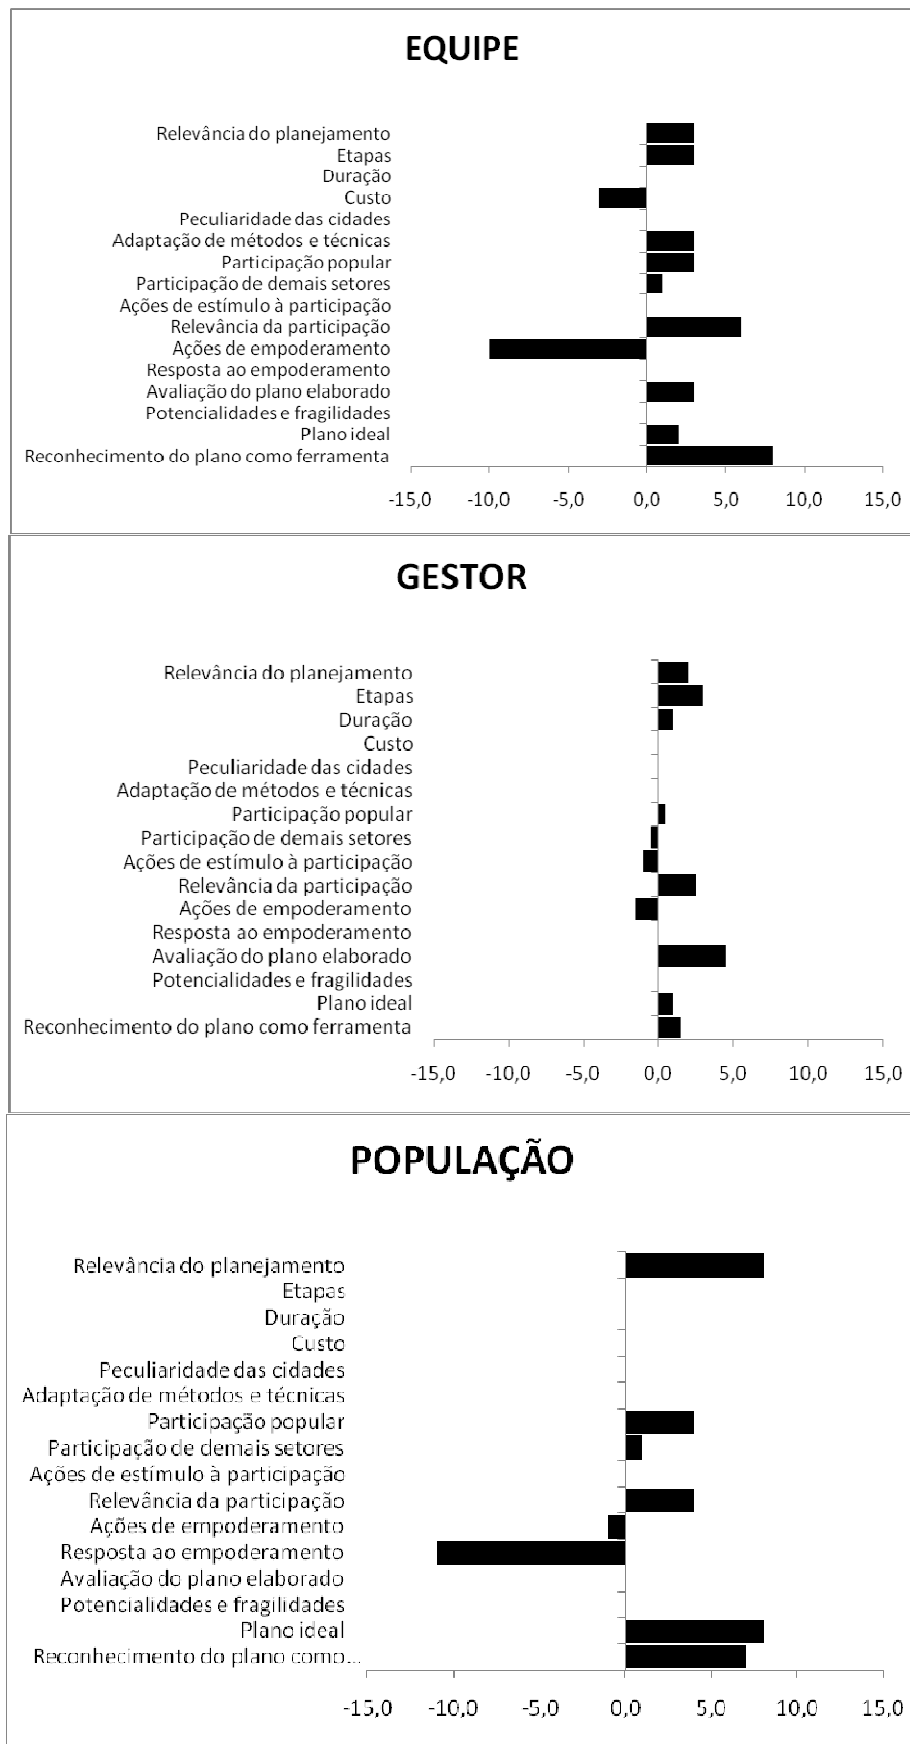 EQUIPE
Relevância do planejamento
Etapas
Duração
Custo
Peculiaridade das cidades
Adaptação de métodos e técnicas
Participação popular
Participação de demais setores
Ações de estímulo à participação
Relevância da participação
Ações de empoderamento
Resposta ao empoderamento
Avaliação do plano elaborado
Potencialidades e fragilidades
Plano ideal
Reconhecimento do plano como ferramenta
-15,0 -10,0 -5,0 0,0 5,0 10,0 15,0
GESTOR
Relevância do planejamento
Etapas
Duração
Custo
Peculiaridade das cidades
Adaptação de métodos e técnicas
Participação popular
Participação de demais setores
Ações de estímulo à participação
Relevância da participação
Ações de empoderamento
Resposta ao empoderamento
Avaliação do plano elaborado
Potencialidades e fragilidades
Plano ideal
Reconhecimento do plano como ferramenta
-15,0 -10,0 -5,0 0,0 5,0 10,0 15,0
POPULAÇÃO
Relevância do planejamento
Etapas
Duração
Custo
Peculiaridade das cidades
Adaptação de métodos e técnicas
Participação popular
Participação de demais setores
Ações de estímulo à participação
Relevância da participação
Ações de empoderamento
Resposta ao empoderamento
Avaliação do plano elaborado
Potencialidades e fragilidades
Plano ideal
Reconhecimento do plano como...
-15,0 -10,0 -5,0 0,0 5,0 10,0 15,0